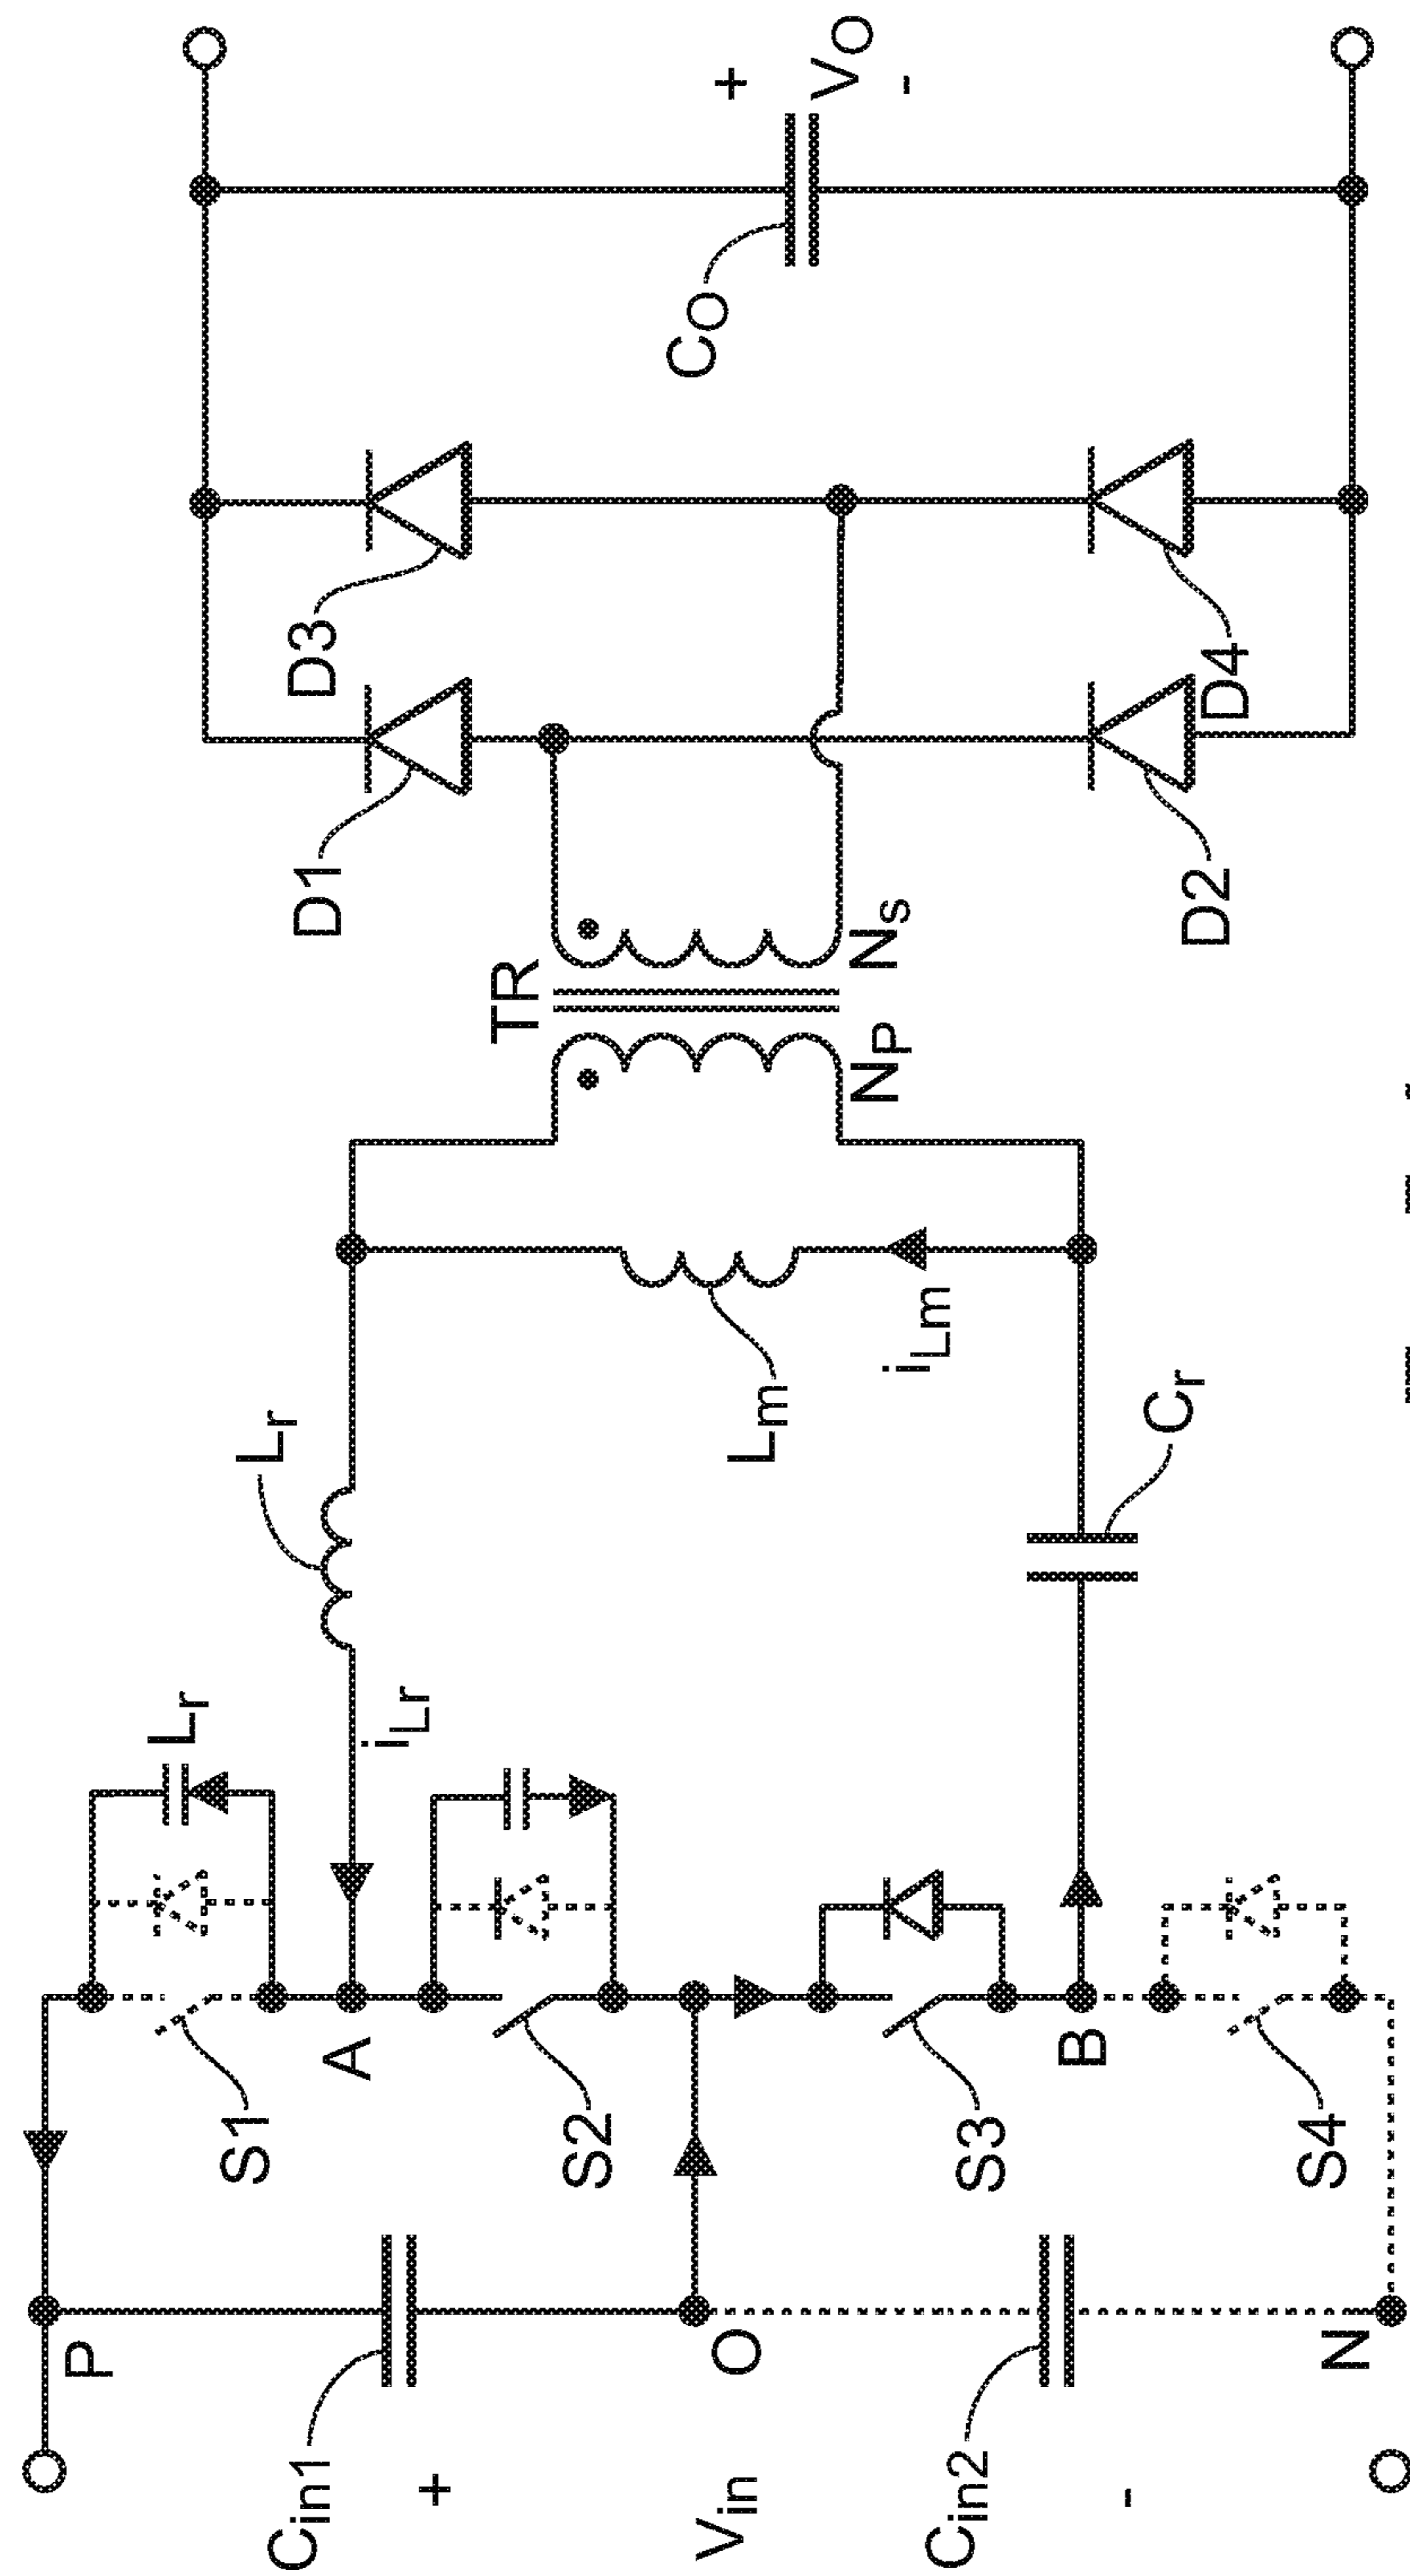 P
C_in1
+
V_in
O
C_in2
-
N
S1
A
S2
S3
B
S4
L_r
i_Lr
L_r
L_m
i_Lm
C_r
TR
N_P
N_s
D1
D3
D2
D4
C_O
+
V_O
-